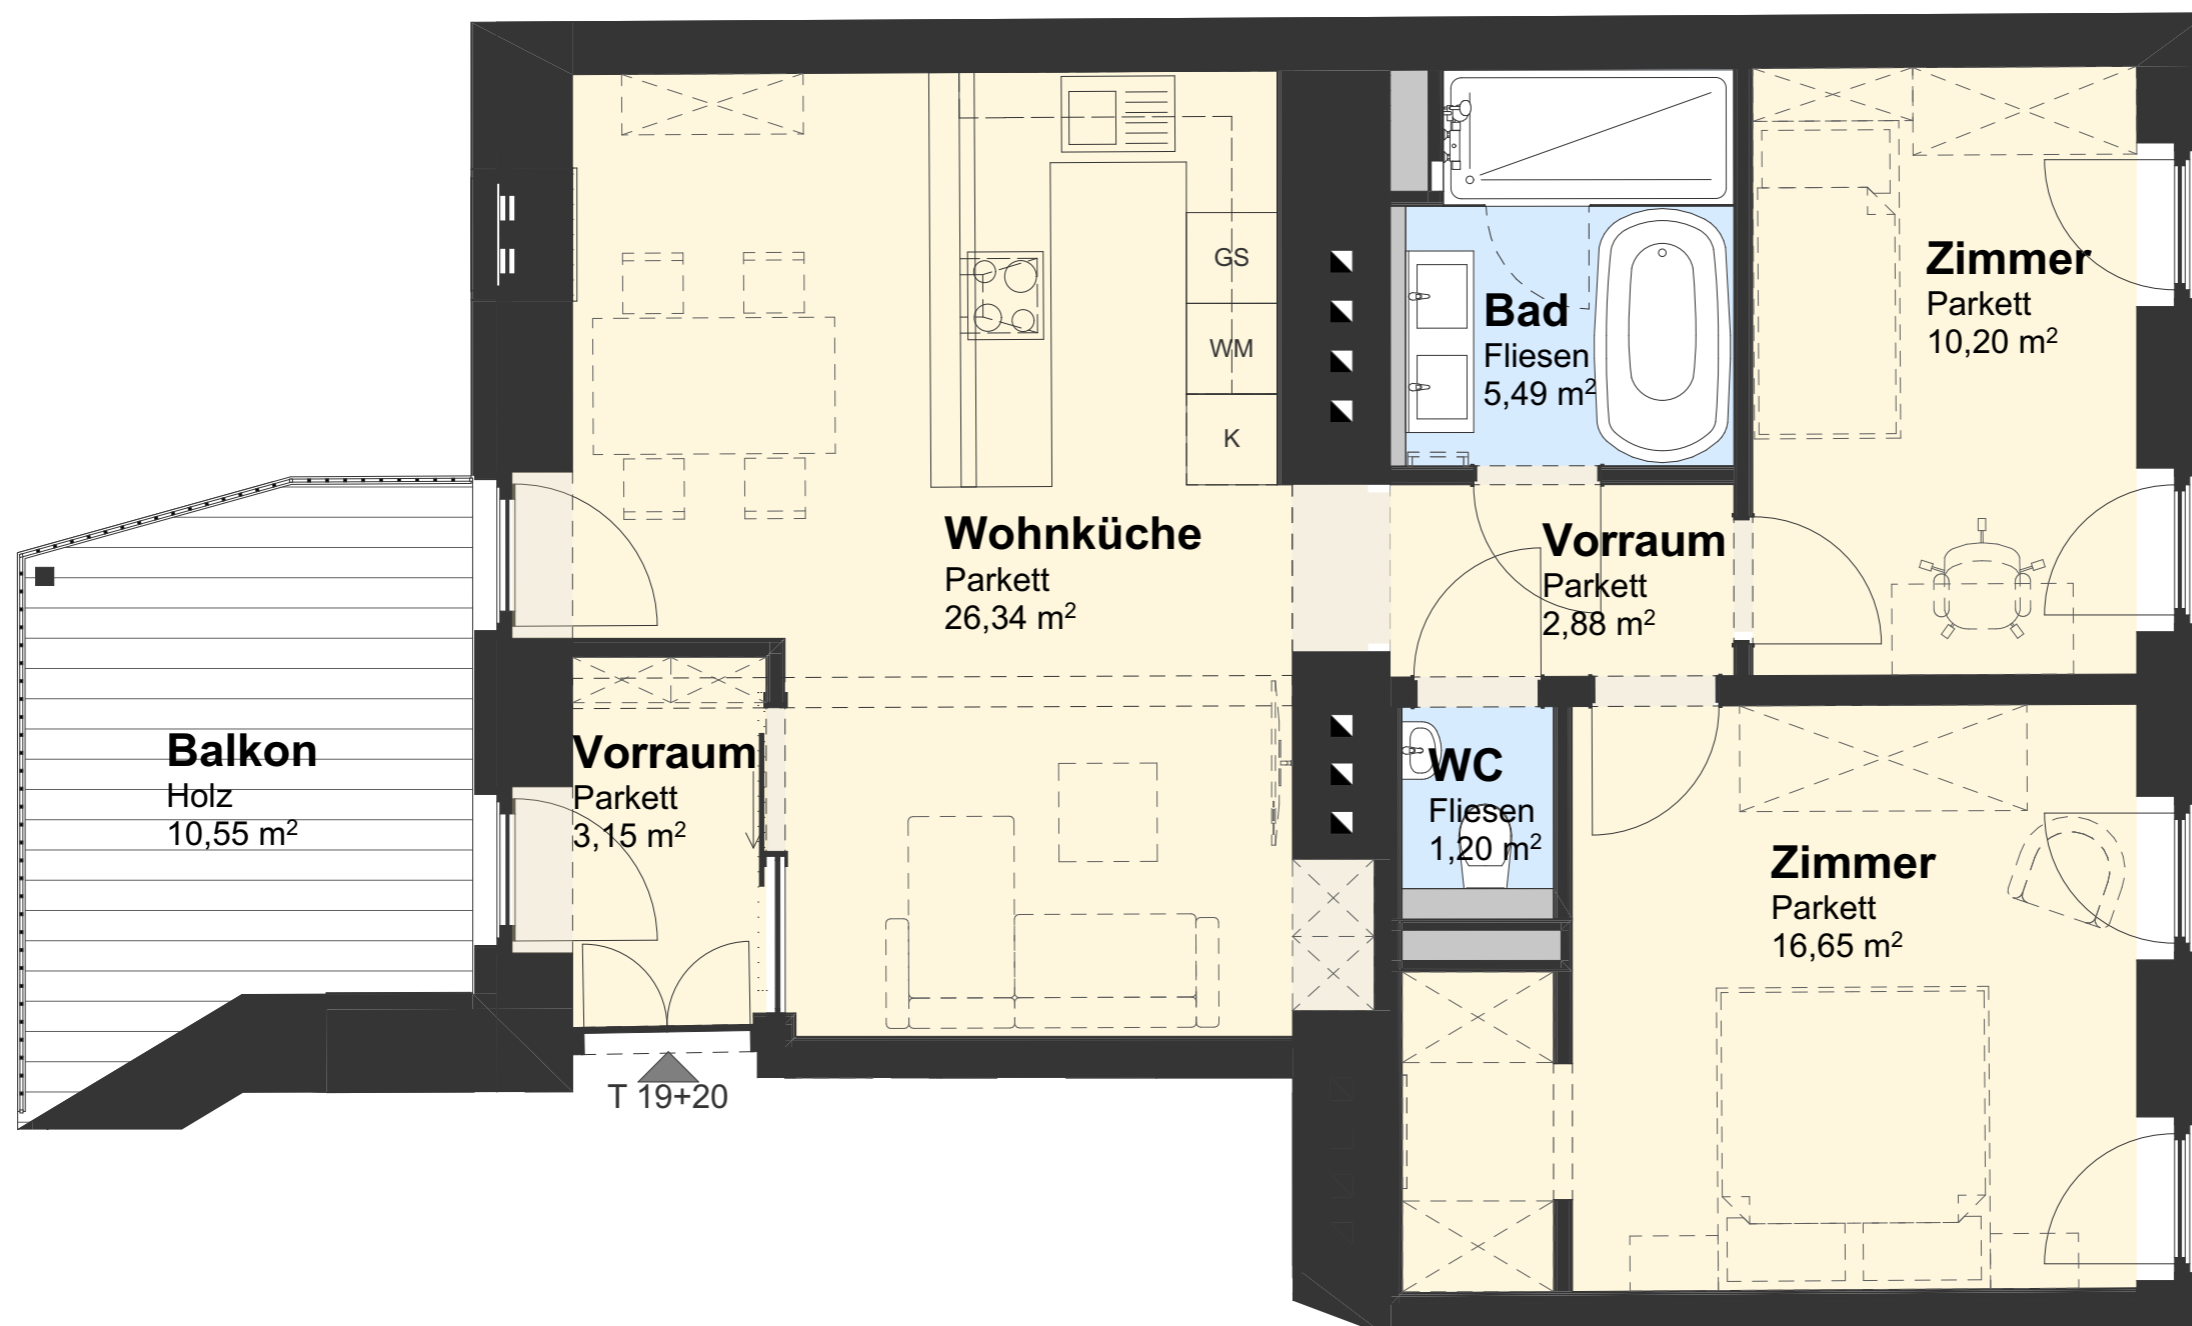 Zimmer
Parkett
10,20 m²
GS
Bad
Fliesen
5,49 m²
WM
K
Wohnküche
Parkett
26,34 m²
Vorraum
Parkett
2,88 m²
Balkon
Holz
10,55 m²
Vorraum
Parkett
3,15 m²
WC
Fliesen
1,20 m²
Zimmer
Parkett
16,65 m²
T 19+20